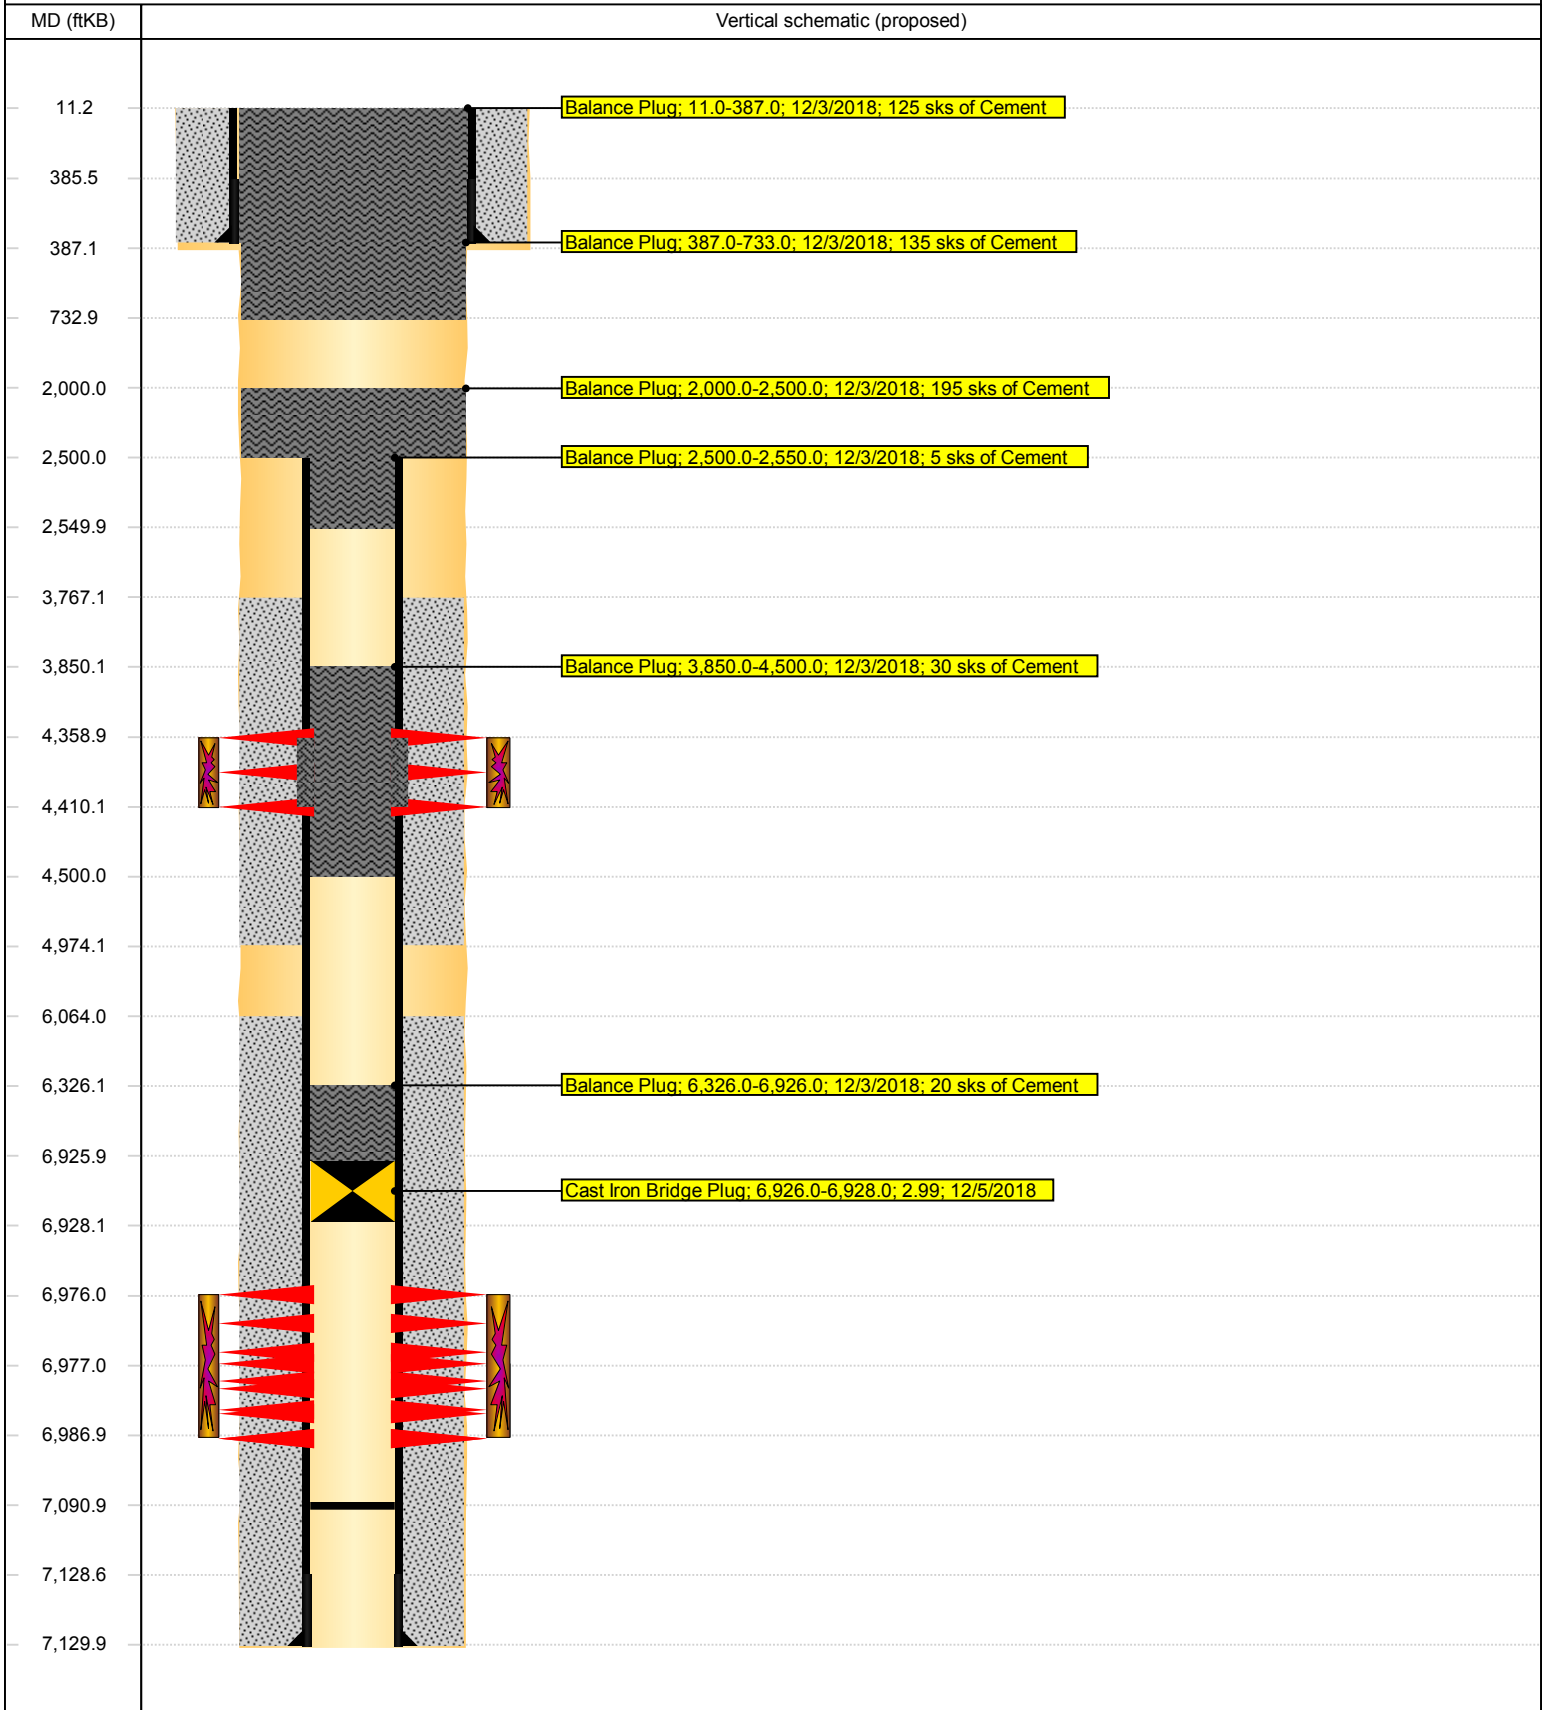 MD (ftKB) Vertical schematic (proposed)
11.2 Balance Plug; 11.0-387.0; 12/3/2018; 125 sks of Cement
385.5
387.1 Balance Plug; 387.0-733.0; 12/3/2018; 135 sks of Cement
732.9
2,000.0 Balance Plug; 2,000.0-2,500.0; 12/3/2018; 195 sks of Cement
2,500.0 Balance Plug; 2,500.0-2,550.0; 12/3/2018; 5 sks of Cement
2,549.9
3,767.1
3,850.1 Balance Plug; 3,850.0-4,500.0; 12/3/2018; 30 sks of Cement
4,358.9
4,410.1
4,500.0
4,974.1
6,064.0
6,326.1 Balance Plug; 6,326.0-6,926.0; 12/3/2018; 20 sks of Cement
6,925.9
Cast Iron Bridge Plug; 6,926.0-6,928.0; 2.99; 12/5/2018
6,928.1
6,976.0
6,977.0
6,986.9
7,090.9
7,128.6
7,129.9